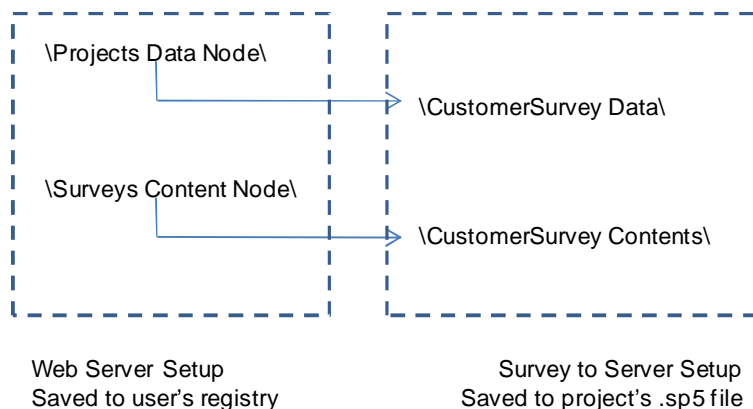 \Projects Data Node\
\CustomerSurvey Data\
\Surveys Content Node\
\CustomerSurvey Contents\
Web Server Setup
Saved to user's registry
Survey to Server Setup
Saved to project's .sp5 file